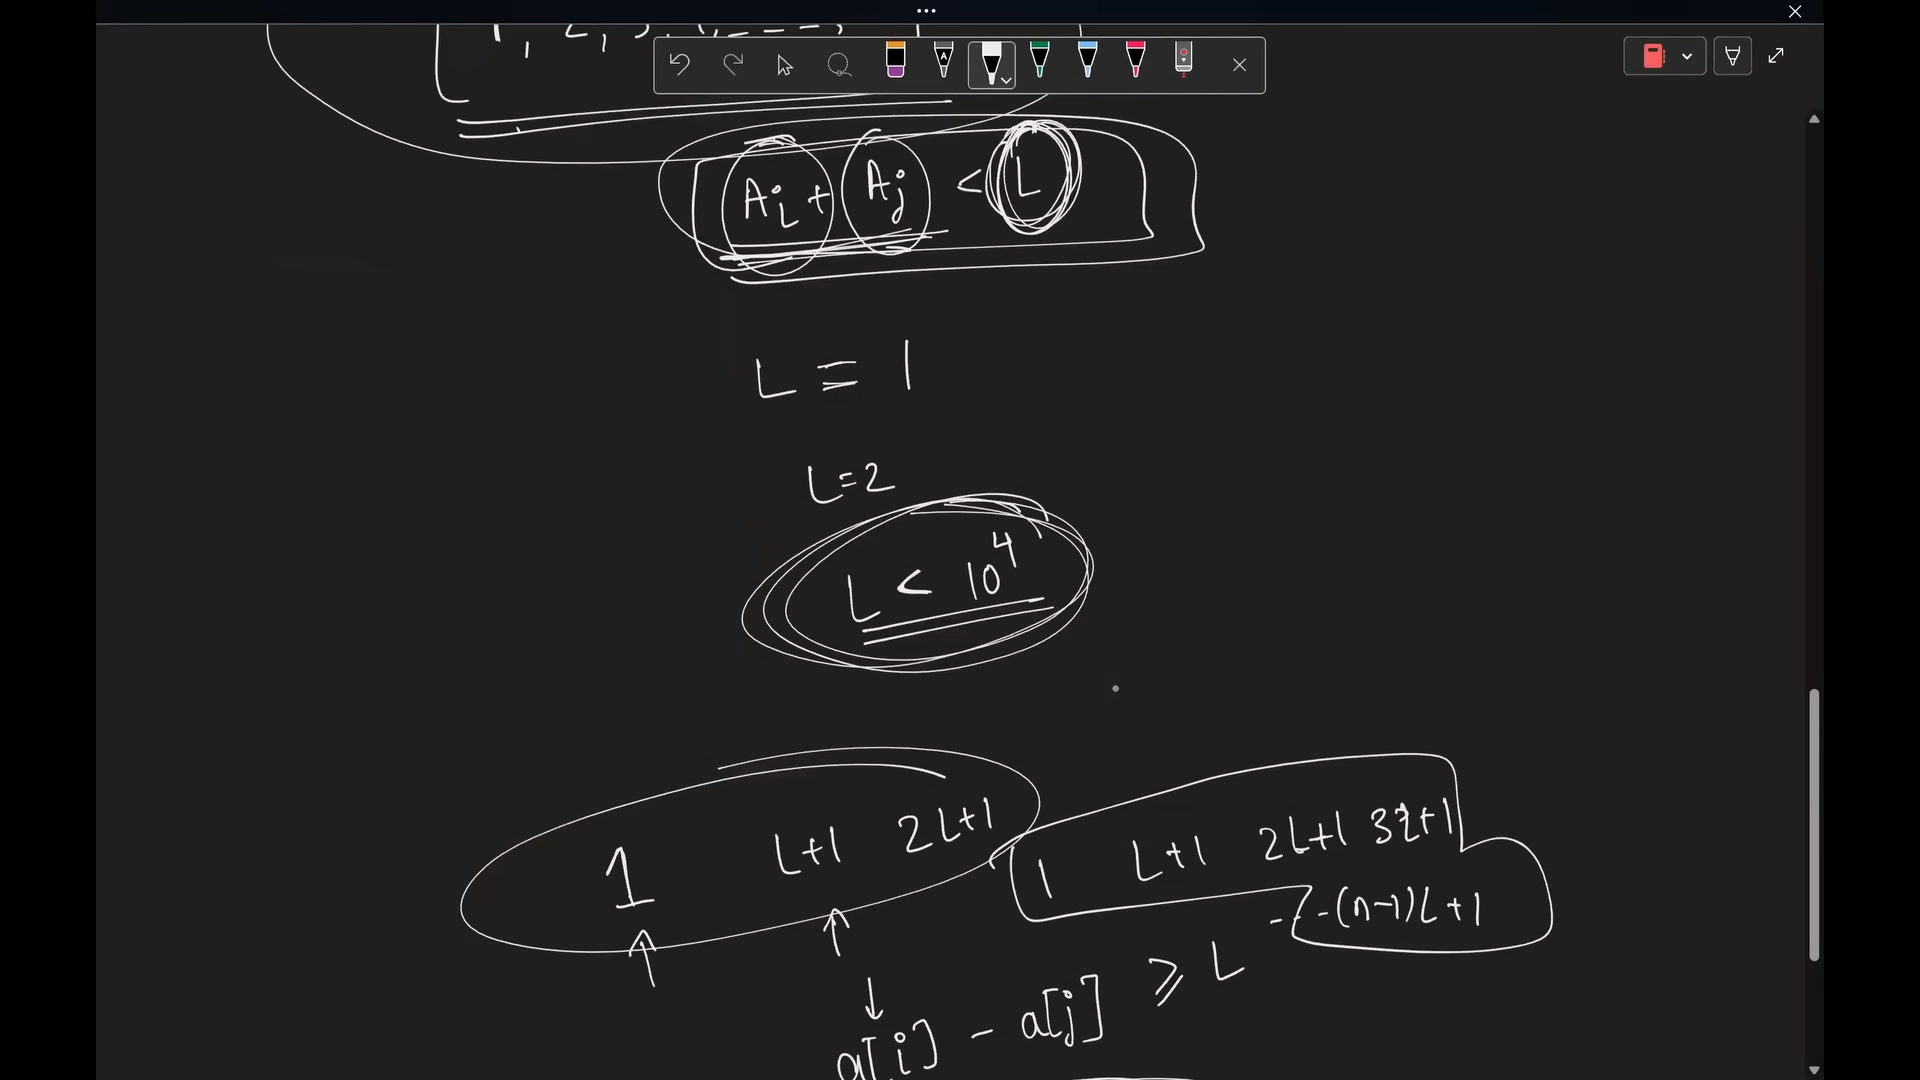 Ai + Aj < L
L = 1
L=2
L < 10^4
1 L+1 2L+1
1 L+1 2L+1 3L+1
---(n-1)L+1
a[i] - a[j] ≥ L